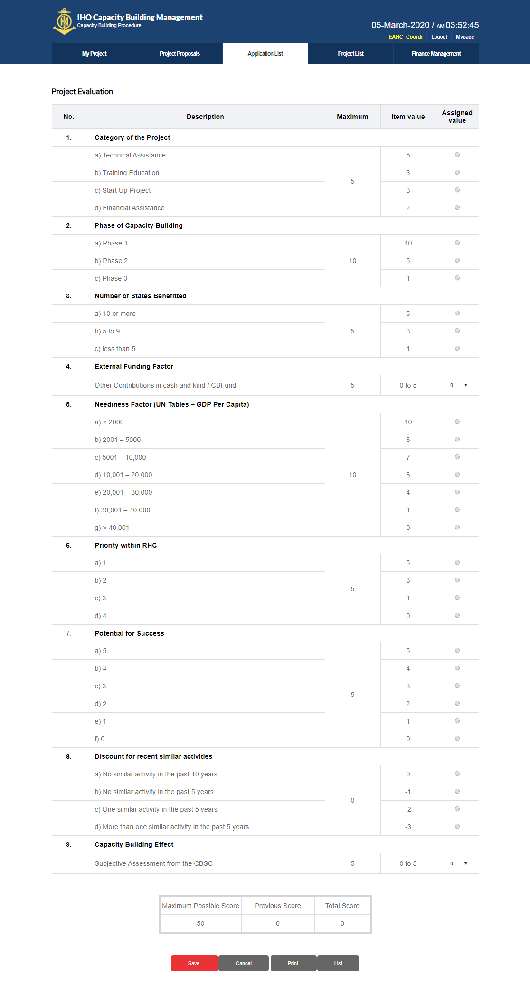 IHO Capacity Building Management
Capacity Building Procedure
05-March-2020 / AM 03:52:45
EAHC_Coordi Logout Mypage
My Project Project Proposals Application List Project List Finance Management
Project Evaluation
No. Description Maximum Item value Assigned value
1. Category of the Project
a) Technical Assistance 5
b) Training Education 3
5
c) Start Up Project 3
d) Financial Assistance 2
2. Phase of Capacity Building
a) Phase 1 10
b) Phase 2 10 5
c) Phase 3 1
3. Number of States Benefitted
a) 10 or more 5
b) 5 to 9 5 3
c) less than 5 1
4. External Funding Factor
Other Contributions in cash and kind / CBFund 5 0 to 5 0
5. Neediness Factor (UN Tables – GDP Per Capita)
a) < 2000 10
b) 2001 – 5000 8
c) 5001 – 10,000 7
d) 10,001 – 20,000 10 6
e) 20,001 – 30,000 4
f) 30,001 – 40,000 1
g) > 40,001 0
6. Priority within RHC
a) 1 5
b) 2 3
5
c) 3 1
d) 4 0
7. Potential for Success
a) 5 5
b) 4 4
c) 3 3
5
d) 2 2
e) 1 1
f) 0 0
8. Discount for recent similar activities
a) No similar activity in the past 10 years 0
b) No similar activity in the past 5 years -1
0
c) One similar activity in the past 5 years -2
d) More than one similar activity in the past 5 years -3
9. Capacity Building Effect
Subjective Assessment from the CBSC 5 0 to 5 0
Maximum Possible Score Previous Score Total Score
50 0 0
Save Cancel Print List